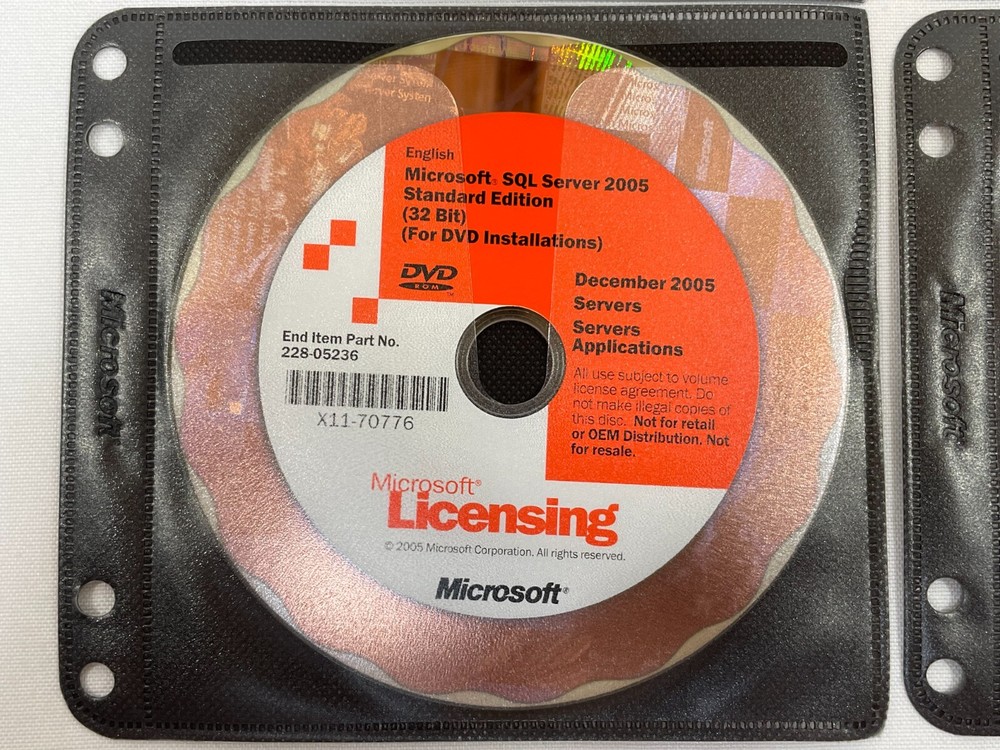 English
Microsoft® SQL Server 2005
Standard Edition
(32 Bit)
(For DVD Installations)
DVD
ROM
TM
December 2005
Servers
Servers
Applications
End Item Part No.
228-05236
X11-70776
All use subject to volume
license agreement. Do
not make illegal copies of
this disc. Not for retail
or OEM Distribution. Not
for resale.
Microsoft®
Licensing
© 2005 Microsoft Corporation. All rights reserved.
Microsoft®
Microsoft
Microsoft
Microsoft